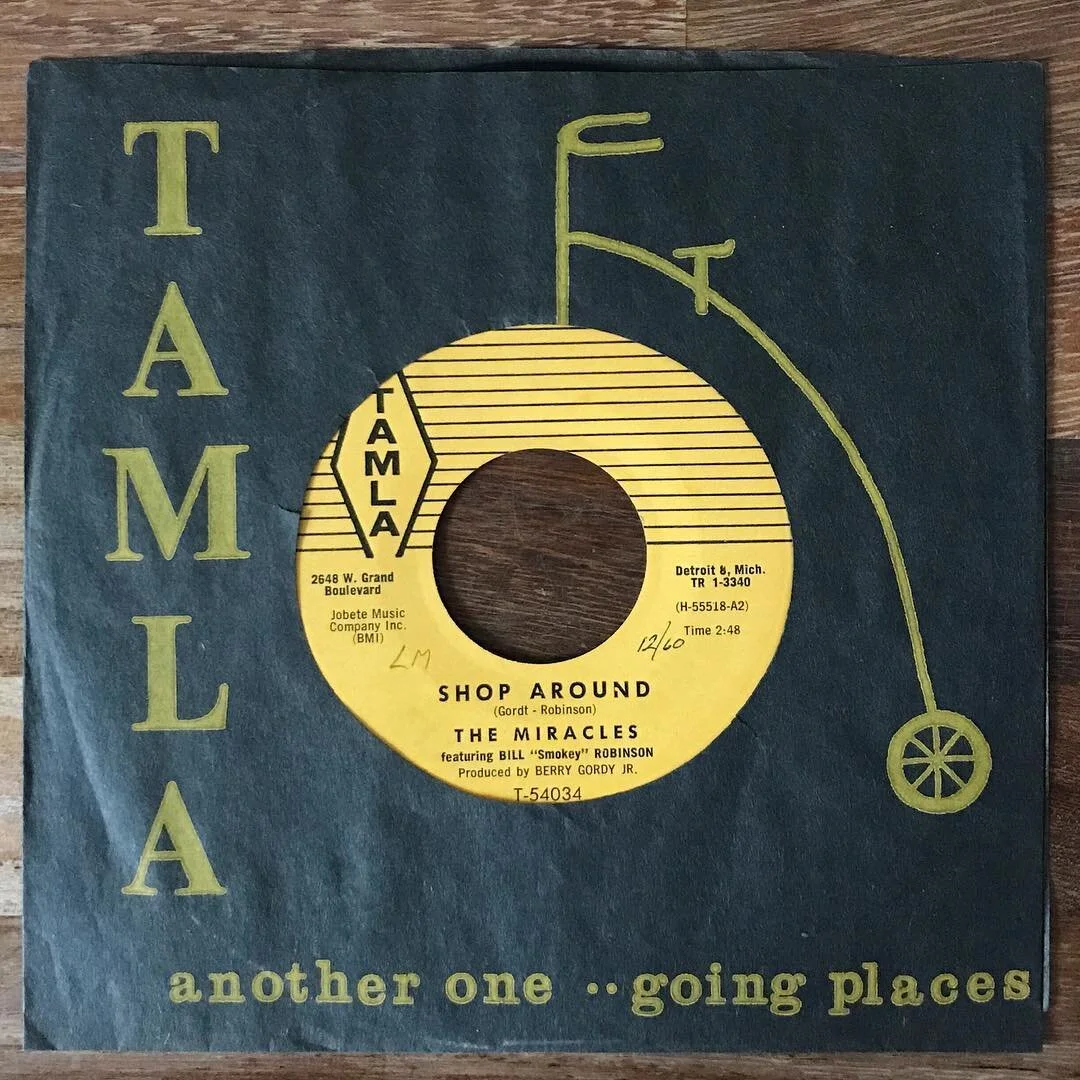 TAMLA
TAMLA
2648 W. Grand
Boulevard
Jobete Music
Company Inc.
(BMI)
LM
Detroit 8, Mich.
TR 1-3340
(H-55518-A2)
Time 2:48
12/60
SHOP AROUND
(Gordt - Robinson)
THE MIRACLES
featuring BILL "Smokey" ROBINSON
Produced by BERRY GORDY JR.
T-54034
another one ..going places